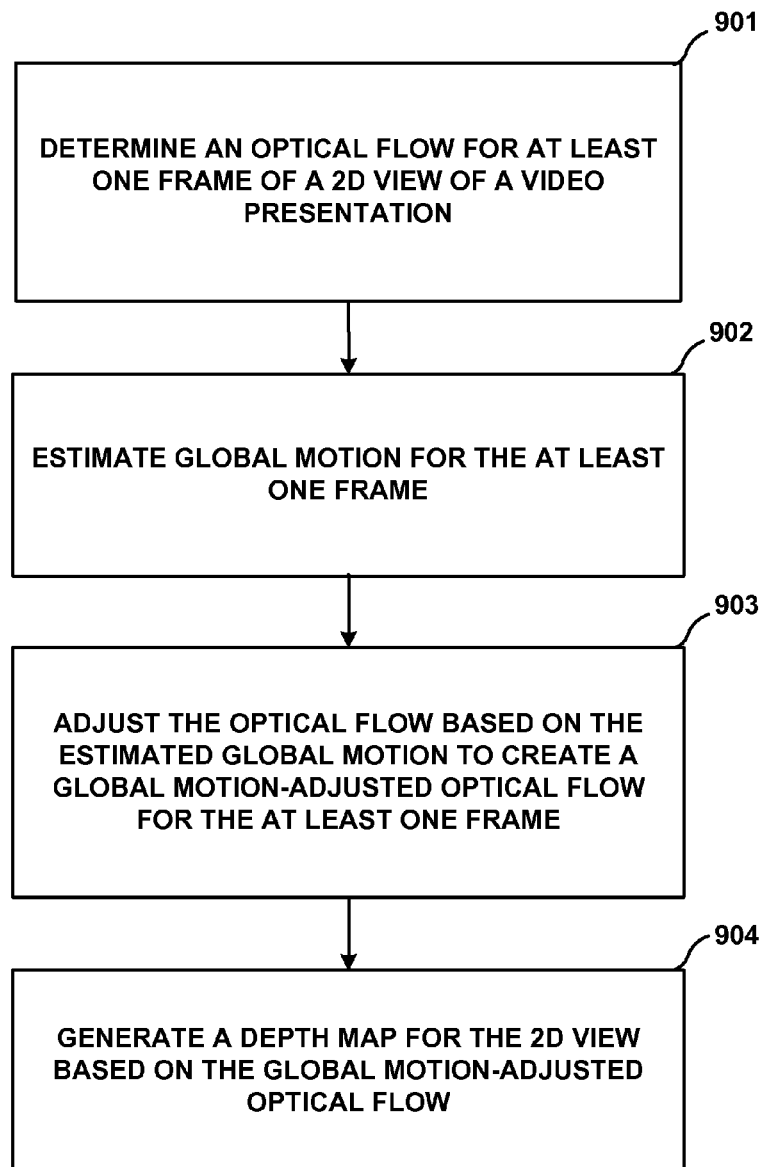 901
DETERMINE AN OPTICAL FLOW FOR AT LEAST
ONE FRAME OF A 2D VIEW OF A VIDEO
PRESENTATION
902
ESTIMATE GLOBAL MOTION FOR THE AT LEAST
ONE FRAME
903
ADJUST THE OPTICAL FLOW BASED ON THE
ESTIMATED GLOBAL MOTION TO CREATE A
GLOBAL MOTION-ADJUSTED OPTICAL FLOW
FOR THE AT LEAST ONE FRAME
904
GENERATE A DEPTH MAP FOR THE 2D VIEW
BASED ON THE GLOBAL MOTION-ADJUSTED
OPTICAL FLOW